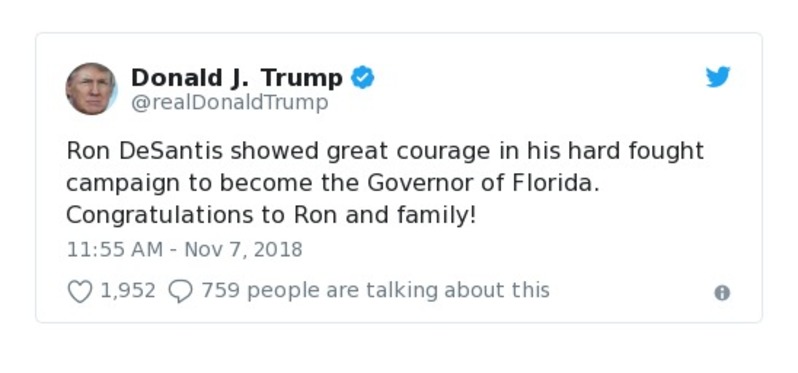 Donald J. Trump
@realDonaldTrump
Ron DeSantis showed great courage in his hard fought
campaign to become the Governor of Florida.
Congratulations to Ron and family!
11:55 AM - Nov 7, 2018
1,952 759 people are talking about this